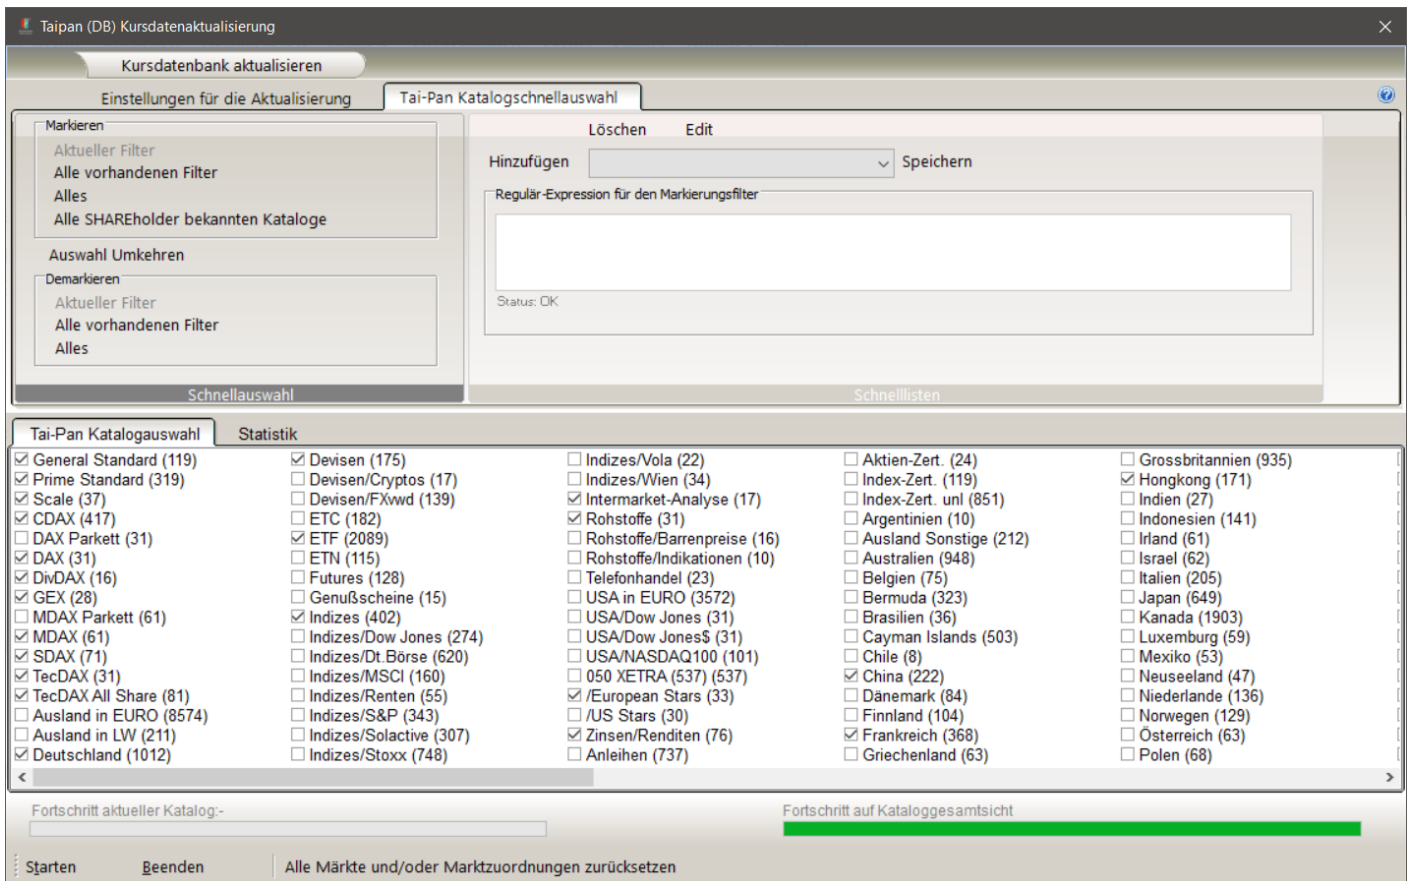 Taipan (DB) Kursdatenaktualisierung
Kursdatenbank aktualisieren
Einstellungen für die Aktualisierung
Tai-Pan Katalogschnellauswahl
Markieren
Aktueller Filter
Alle vorhandenen Filter
Alles
Alle SHAREholder bekannten Kataloge
Auswahl Umkehren
Demarkieren
Aktueller Filter
Alle vorhandenen Filter
Alles
Schnellauswahl
Löschen Edit
Hinzufügen Speichern
Regulär-Expression für den Markierungsfilter
Status: OK
Schnelllisten
Tai-Pan Katalogauswahl
Statistik
General Standard (119)
Prime Standard (319)
Scale (37)
CDAX (417)
DAX Parkett (31)
DAX (31)
DivDAX (16)
GEX (28)
MDAX Parkett (61)
MDAX (61)
SDAX (71)
TecDAX (31)
TecDAX All Share (81)
Ausland in EURO (8574)
Ausland in LW (211)
Deutschland (1012)
Devisen (175)
Devisen/Cryptos (17)
Devisen/FXvwd (139)
ETC (182)
ETF (2089)
ETN (115)
Futures (128)
Genußscheine (15)
Indizes (402)
Indizes/Dow Jones (274)
Indizes/Dt.Börse (620)
Indizes/MSCI (160)
Indizes/Renten (55)
Indizes/S&P (343)
Indizes/Solactive (307)
Indizes/Stoxx (748)
Indizes/Vola (22)
Indizes/Wien (34)
Intermarket-Analyse (17)
Rohstoffe (31)
Rohstoffe/Barrenpreise (16)
Rohstoffe/Indikationen (10)
Telefonhandel (23)
USA in EURO (3572)
USA/Dow Jones (31)
USA/Dow Jones$ (31)
USA/NASDAQ100 (101)
050 XETRA (537) (537)
/European Stars (33)
/US Stars (30)
Zinsen/Renditen (76)
Anleihen (737)
Aktien-Zert. (24)
Index-Zert. (119)
Index-Zert. unl (851)
Argentinien (10)
Ausland Sonstige (212)
Australien (948)
Belgien (75)
Bermuda (323)
Brasilien (36)
Cayman Islands (503)
Chile (8)
China (222)
Dänemark (84)
Finnland (104)
Frankreich (368)
Griechenland (63)
Grossbritannien (935)
Hongkong (171)
Indien (27)
Indonesien (141)
Irland (61)
Israel (62)
Italien (205)
Japan (649)
Kanada (1903)
Luxemburg (59)
Mexiko (53)
Neuseeland (47)
Niederlande (136)
Norwegen (129)
Österreich (63)
Polen (68)
Fortschritt aktueller Katalog:-
Fortschritt auf Kataloggesamtsicht
Starten
Beenden
Alle Märkte und/oder Marktzuordnungen zurücksetzen